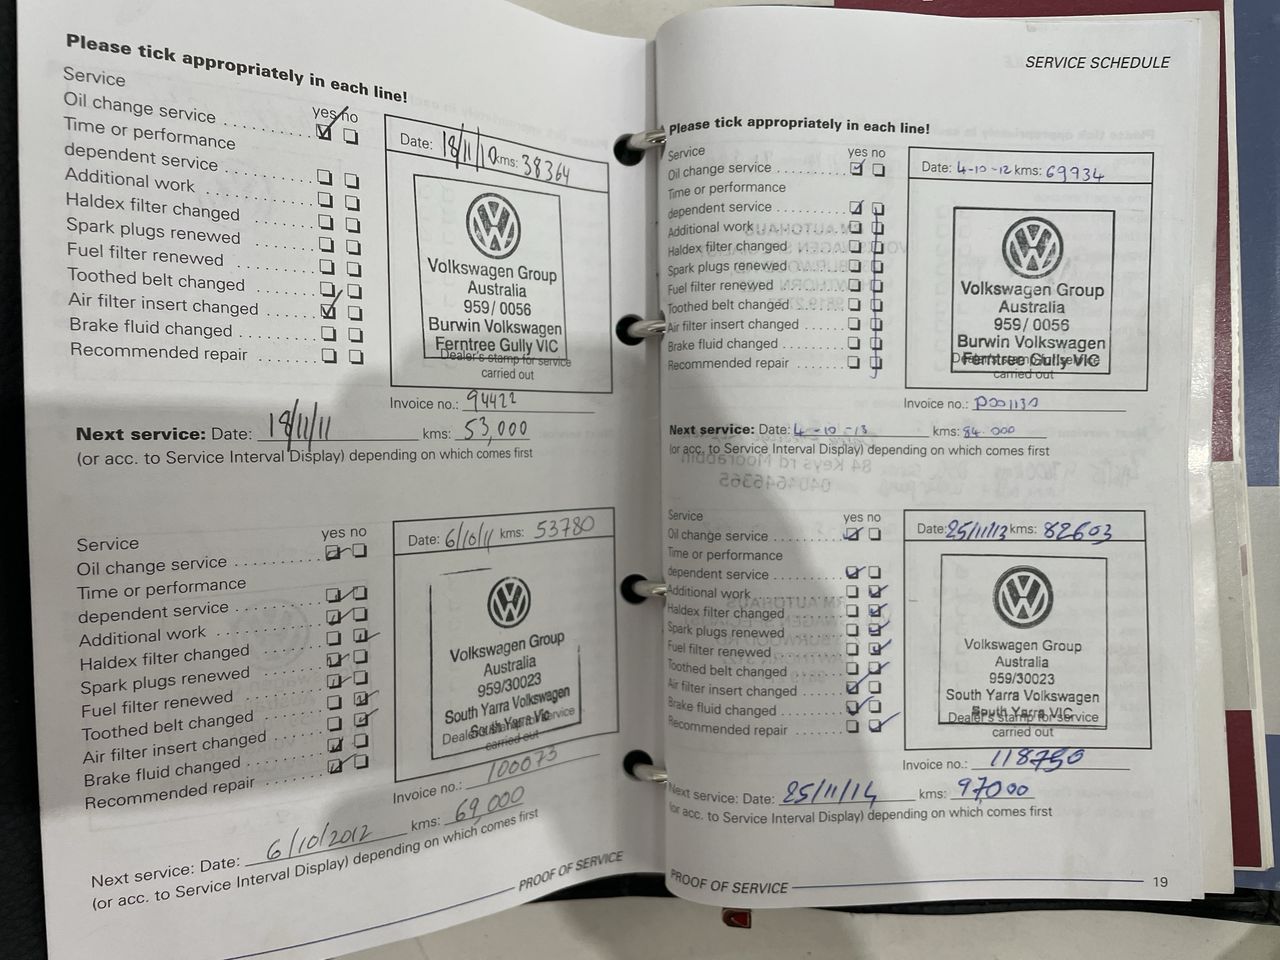 Please tick appropriately in each line!
Service
yes no
Oil change service
Time or performance
dependent service
Additional work
Haldex filter changed
Spark plugs renewed
Fuel filter renewed
Toothed belt changed
Air filter insert changed
Brake fluid changed
Recommended repair
Date: 18/11/10 kms: 38364
Volkswagen Group
Australia
959/ 0056
Burwin Volkswagen
Ferntree Gully VIC
Dealer's stamp for service
carried out
Invoice no.: 94422
Next service: Date: 18/11/11 kms: 53,000
(or acc. to Service Interval Display) depending on which comes first
Service
yes no
Oil change service
Time or performance
dependent service
Additional work
Haldex filter changed
Spark plugs renewed
Fuel filter renewed
Toothed belt changed
Air filter insert changed
Brake fluid changed
Recommended repair
Date: 6/10/11 kms: 53780
Volkswagen Group
Australia
959/30023
South Yarra Volkswagen
South Yarra Vic
Dealer's stamp for service
carried out
Invoice no.: 100073
Next service: Date: 6/10/2012 kms: 69,000
(or acc. to Service Interval Display) depending on which comes first
PROOF OF SERVICE
SERVICE SCHEDULE
Please tick appropriately in each line!
Service
yes no
Oil change service
Time or performance
dependent service
Additional work
Haldex filter changed
Spark plugs renewed
Fuel filter renewed
Toothed belt changed
Air filter insert changed
Brake fluid changed
Recommended repair
Date: 4-10-12 kms: 69934
Volkswagen Group
Australia
959/ 0056
Burwin Volkswagen
Ferntree Gully VIC
Dealer's stamp for service
carried out
Invoice no.: P001130
Next service: Date: 4-10-13 kms: 84.000
(or acc. to Service Interval Display) depending on which comes first
Service
yes no
Oil change service
Time or performance
dependent service
Additional work
Haldex filter changed
Spark plugs renewed
Fuel filter renewed
Toothed belt changed
Air filter insert changed
Brake fluid changed
Recommended repair
Date: 25/11/13 kms: 82603
Volkswagen Group
Australia
959/30023
South Yarra Volkswagen
South Yarra VIC
Dealer's stamp for service
carried out
Invoice no.: 118750
Next service: Date: 25/11/14 kms: 97,000
(or acc. to Service Interval Display) depending on which comes first
PROOF OF SERVICE
19